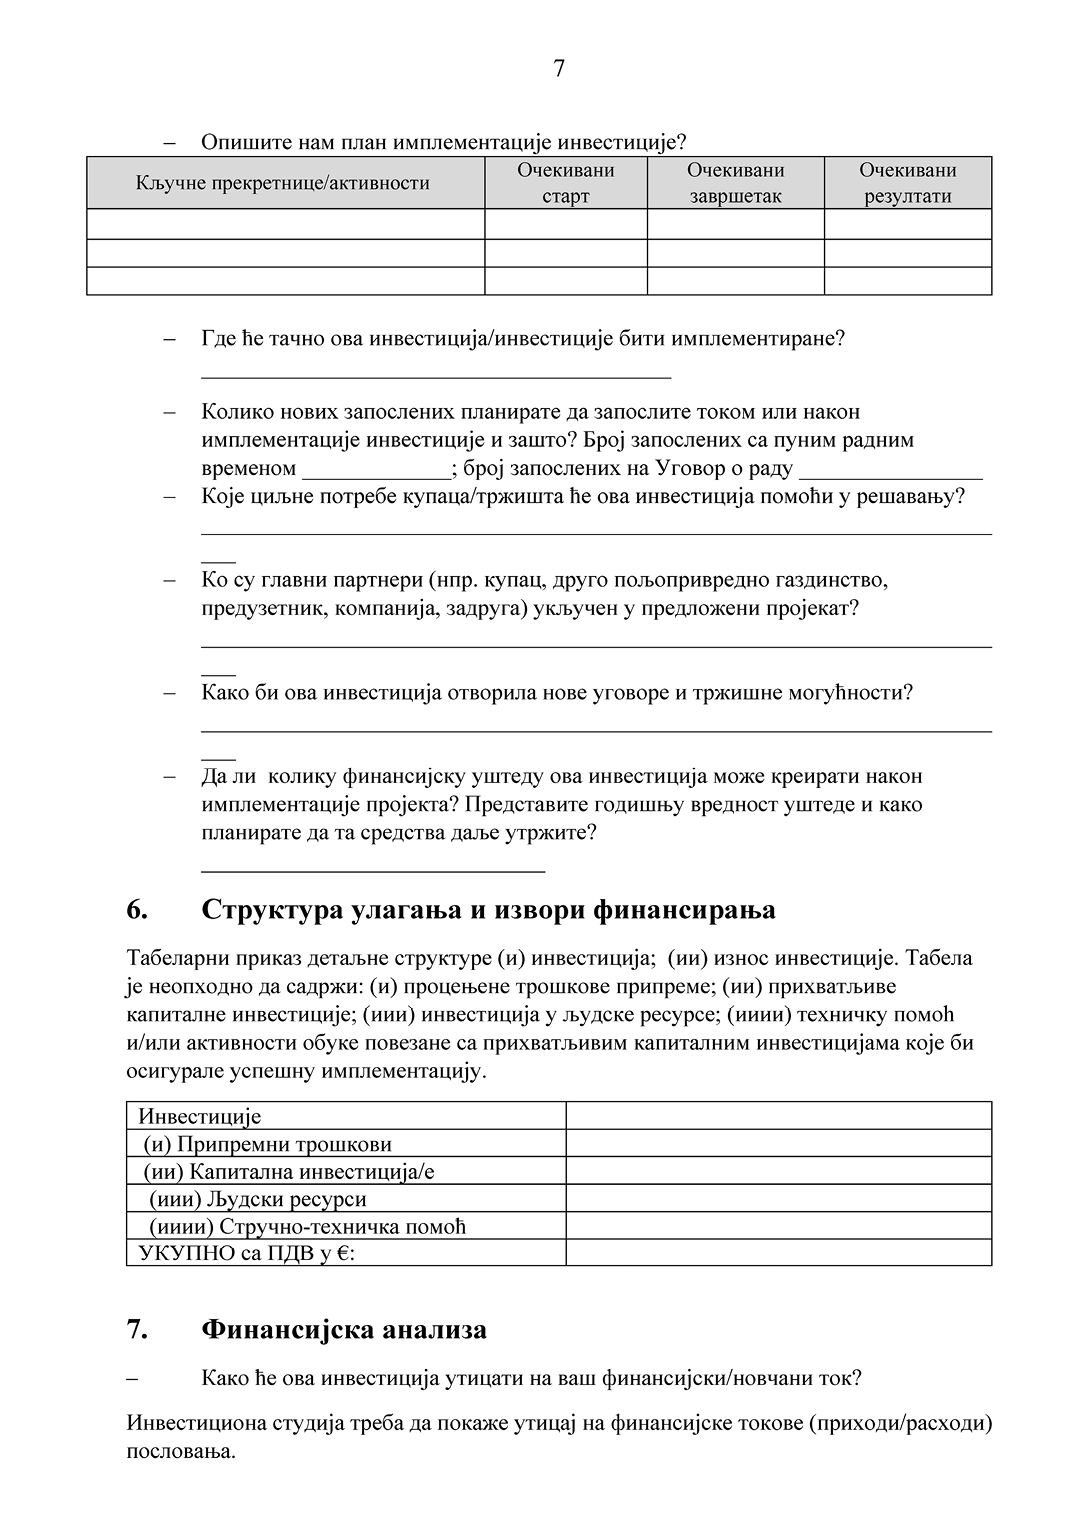 7
– Опишите нам план имплементације инвестиције?
Кључне прекретнице/активности
Очекивани старт
Очекивани завршетак
Очекивани резултати
– Где ће тачно ова инвестиција/инвестиције бити имплементиране?
– Колико нових запослених планирате да запослите током или након
имплементације инвестиције и зашто? Број запослених са пуним радним
временом _____________; број запослених на Уговор о раду ________________
– Које циљне потребе купаца/тржишта ће ова инвестиција помоћи у решавању?
– Ко су главни партнери (нпр. купац, друго пољопривредно газдинство,
предузетник, компанија, задруга) укључен у предложени пројекат?
– Како би ова инвестиција отворила нове уговоре и тржишне могућности?
– Да ли  колику финансијску уштеду ова инвестиција може креирати након
имплементације пројекта? Представите годишњу вредност уштеде и како
планирате да та средства даље утржите?
6. Структура улагања и извори финансирања
Табеларни приказ детаљне структуре (и) инвестиција;  (ии) износ инвестиције. Табела
је неопходно да садржи: (и) процењене трошкове припреме; (ии) прихватљиве
капиталне инвестиције; (иии) инвестиција у људске ресурсе; (ииии) техничку помоћ
и/или активности обуке повезане са прихватљивим капиталним инвестицијама које би
осигурале успешну имплементацију.
Инвестиције
(и) Припремни трошкови
(ии) Капитална инвестиција/е
(иии) Људски ресурси
(ииии) Стручно-техничка помоћ
УКУПНО са ПДВ у €:
7. Финансијска анализа
– Како ће ова инвестиција утицати на ваш финансијски/новчани ток?
Инвестициона студија треба да покаже утицај на финансијске токове (приходи/расходи)
пословања.